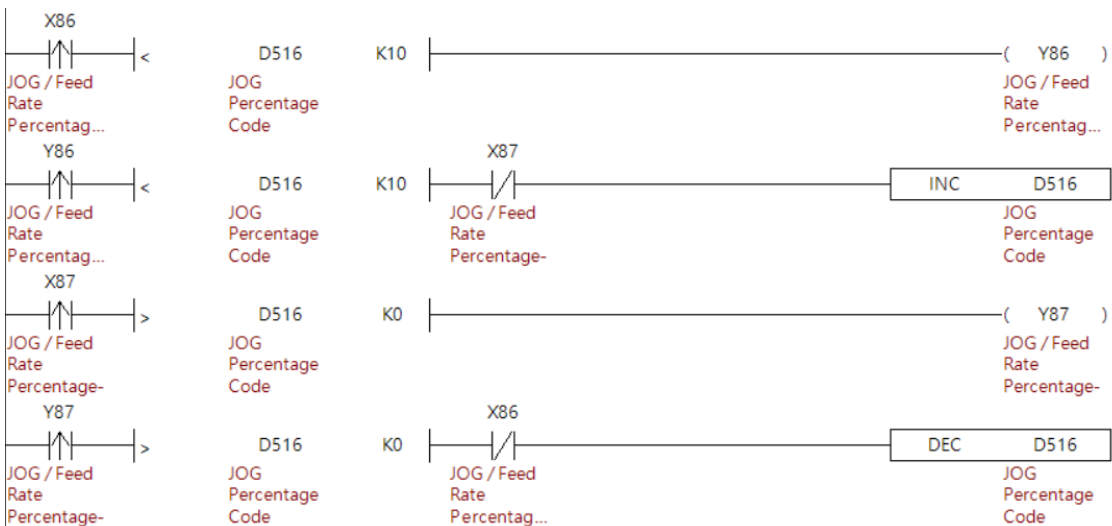 X86
< D516 K10 ( Y86 )
JOG / Feed JOG JOG / Feed
Rate Percentage Rate
Percentag... Code Percentag...
Y86 X87
< D516 K10 INC D516
JOG / Feed JOG JOG / Feed JOG
Rate Percentage Rate Percentage
Percentag... Code Percentage- Code
X87
> D516 K0 ( Y87 )
JOG / Feed JOG JOG / Feed
Rate Percentage Rate
Percentage- Code Percentage-
Y87 X86
> D516 K0 DEC D516
JOG / Feed JOG JOG / Feed JOG
Rate Percentage Rate Percentage
Percentage- Code Percentag... Code